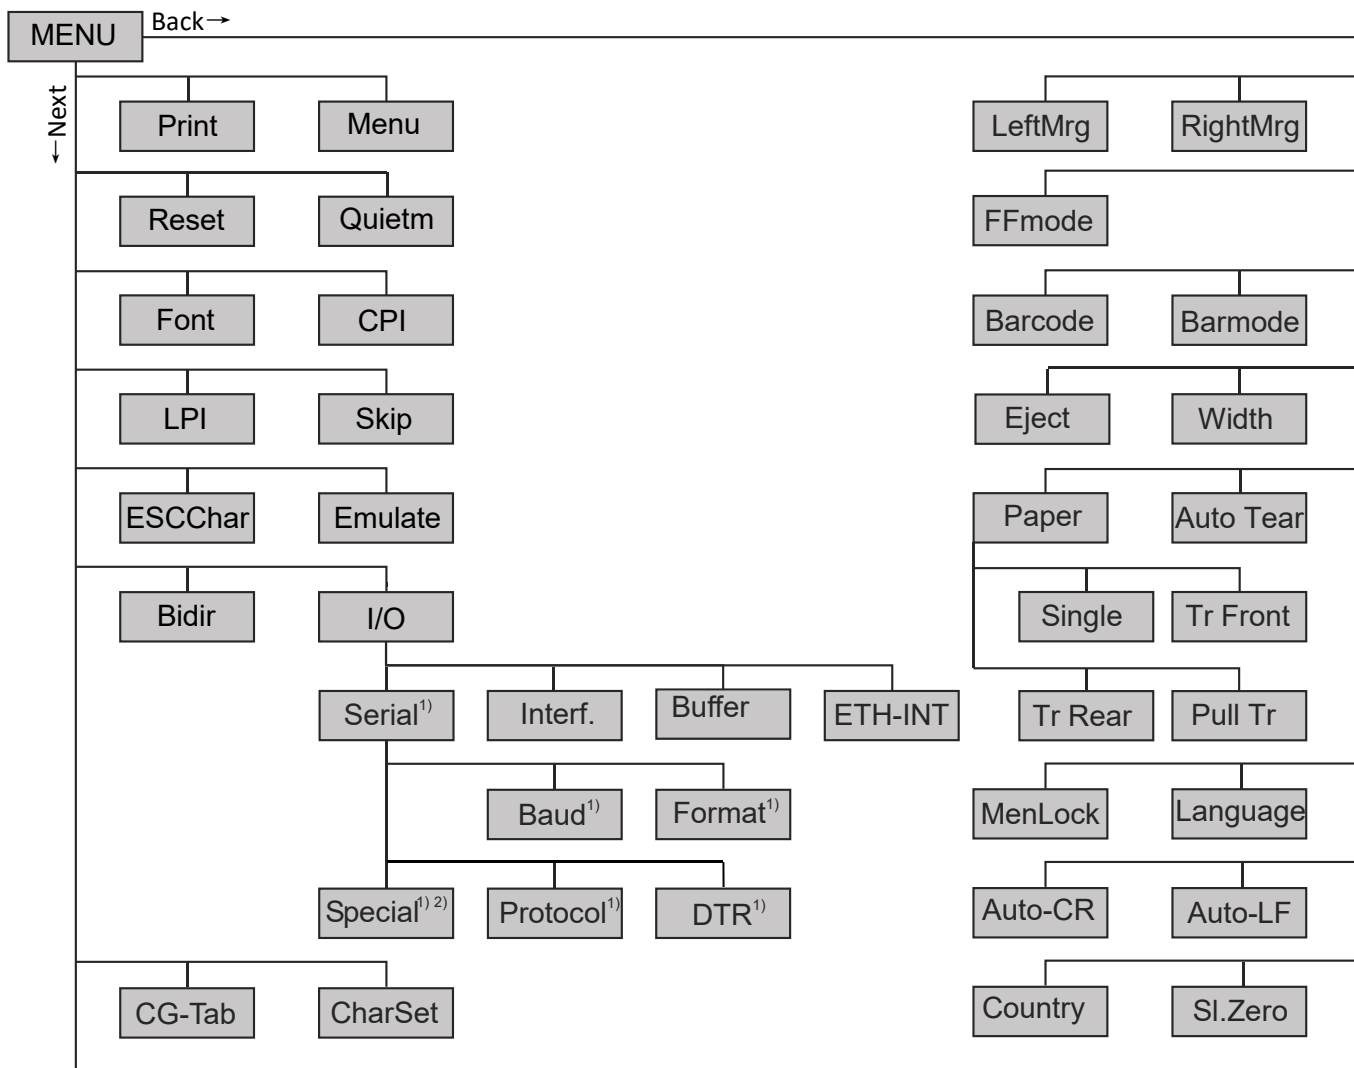 MENU
Back→
←Next
Print
Menu
LeftMrg
RightMrg
Reset
Quietm
FFmode
Font
CPI
Barcode
Barmode
LPI
Skip
Eject
Width
ESCChar
Emulate
Paper
Auto Tear
Bidir
I/O
Single
Tr Front
Serial1)
Interf.
Buffer
ETH-INT
Tr Rear
Pull Tr
Baud1)
Format1)
MenLock
Language
Special1) 2)
Protocol1)
DTR1)
Auto-CR
Auto-LF
CG-Tab
CharSet
Country
Sl.Zero